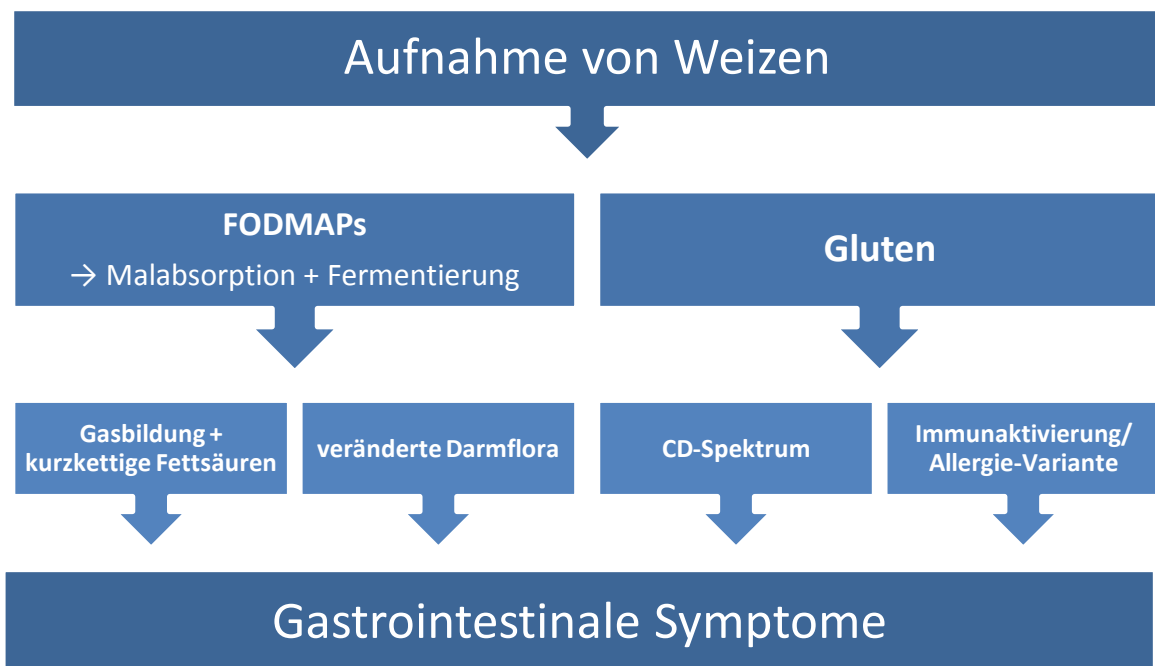 Aufnahme von Weizen
FODMAPs
→ Malabsorption + Fermentierung
Gluten
Gasbildung +
kurzkettige Fettsäuren
veränderte Darmflora
CD-Spektrum
Immunaktivierung/
Allergie-Variante
Gastrointestinale Symptome